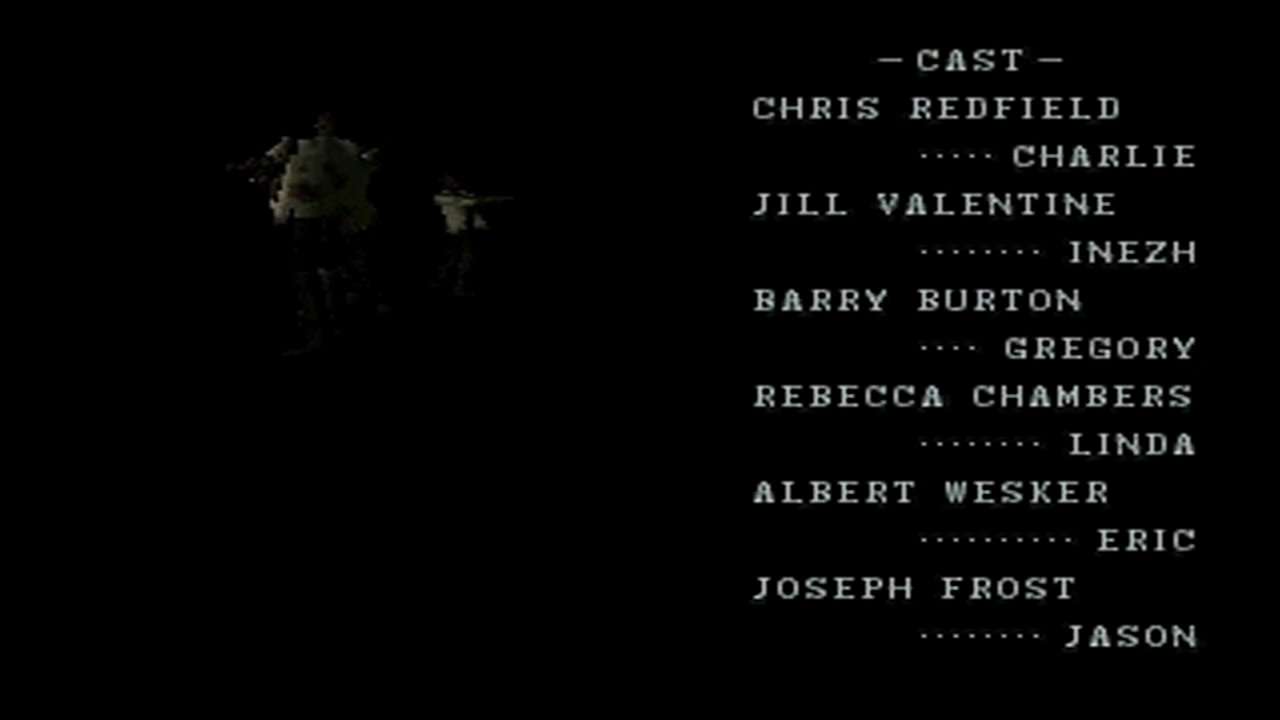 — CAST —
CHRIS REDFIELD
····· CHARLIE
JILL VALENTINE
········ INEZH
BARRY BURTON
···· GREGORY
REBECCA CHAMBERS
········ LINDA
ALBERT WESKER
·········· ERIC
JOSEPH FROST
········ JASON